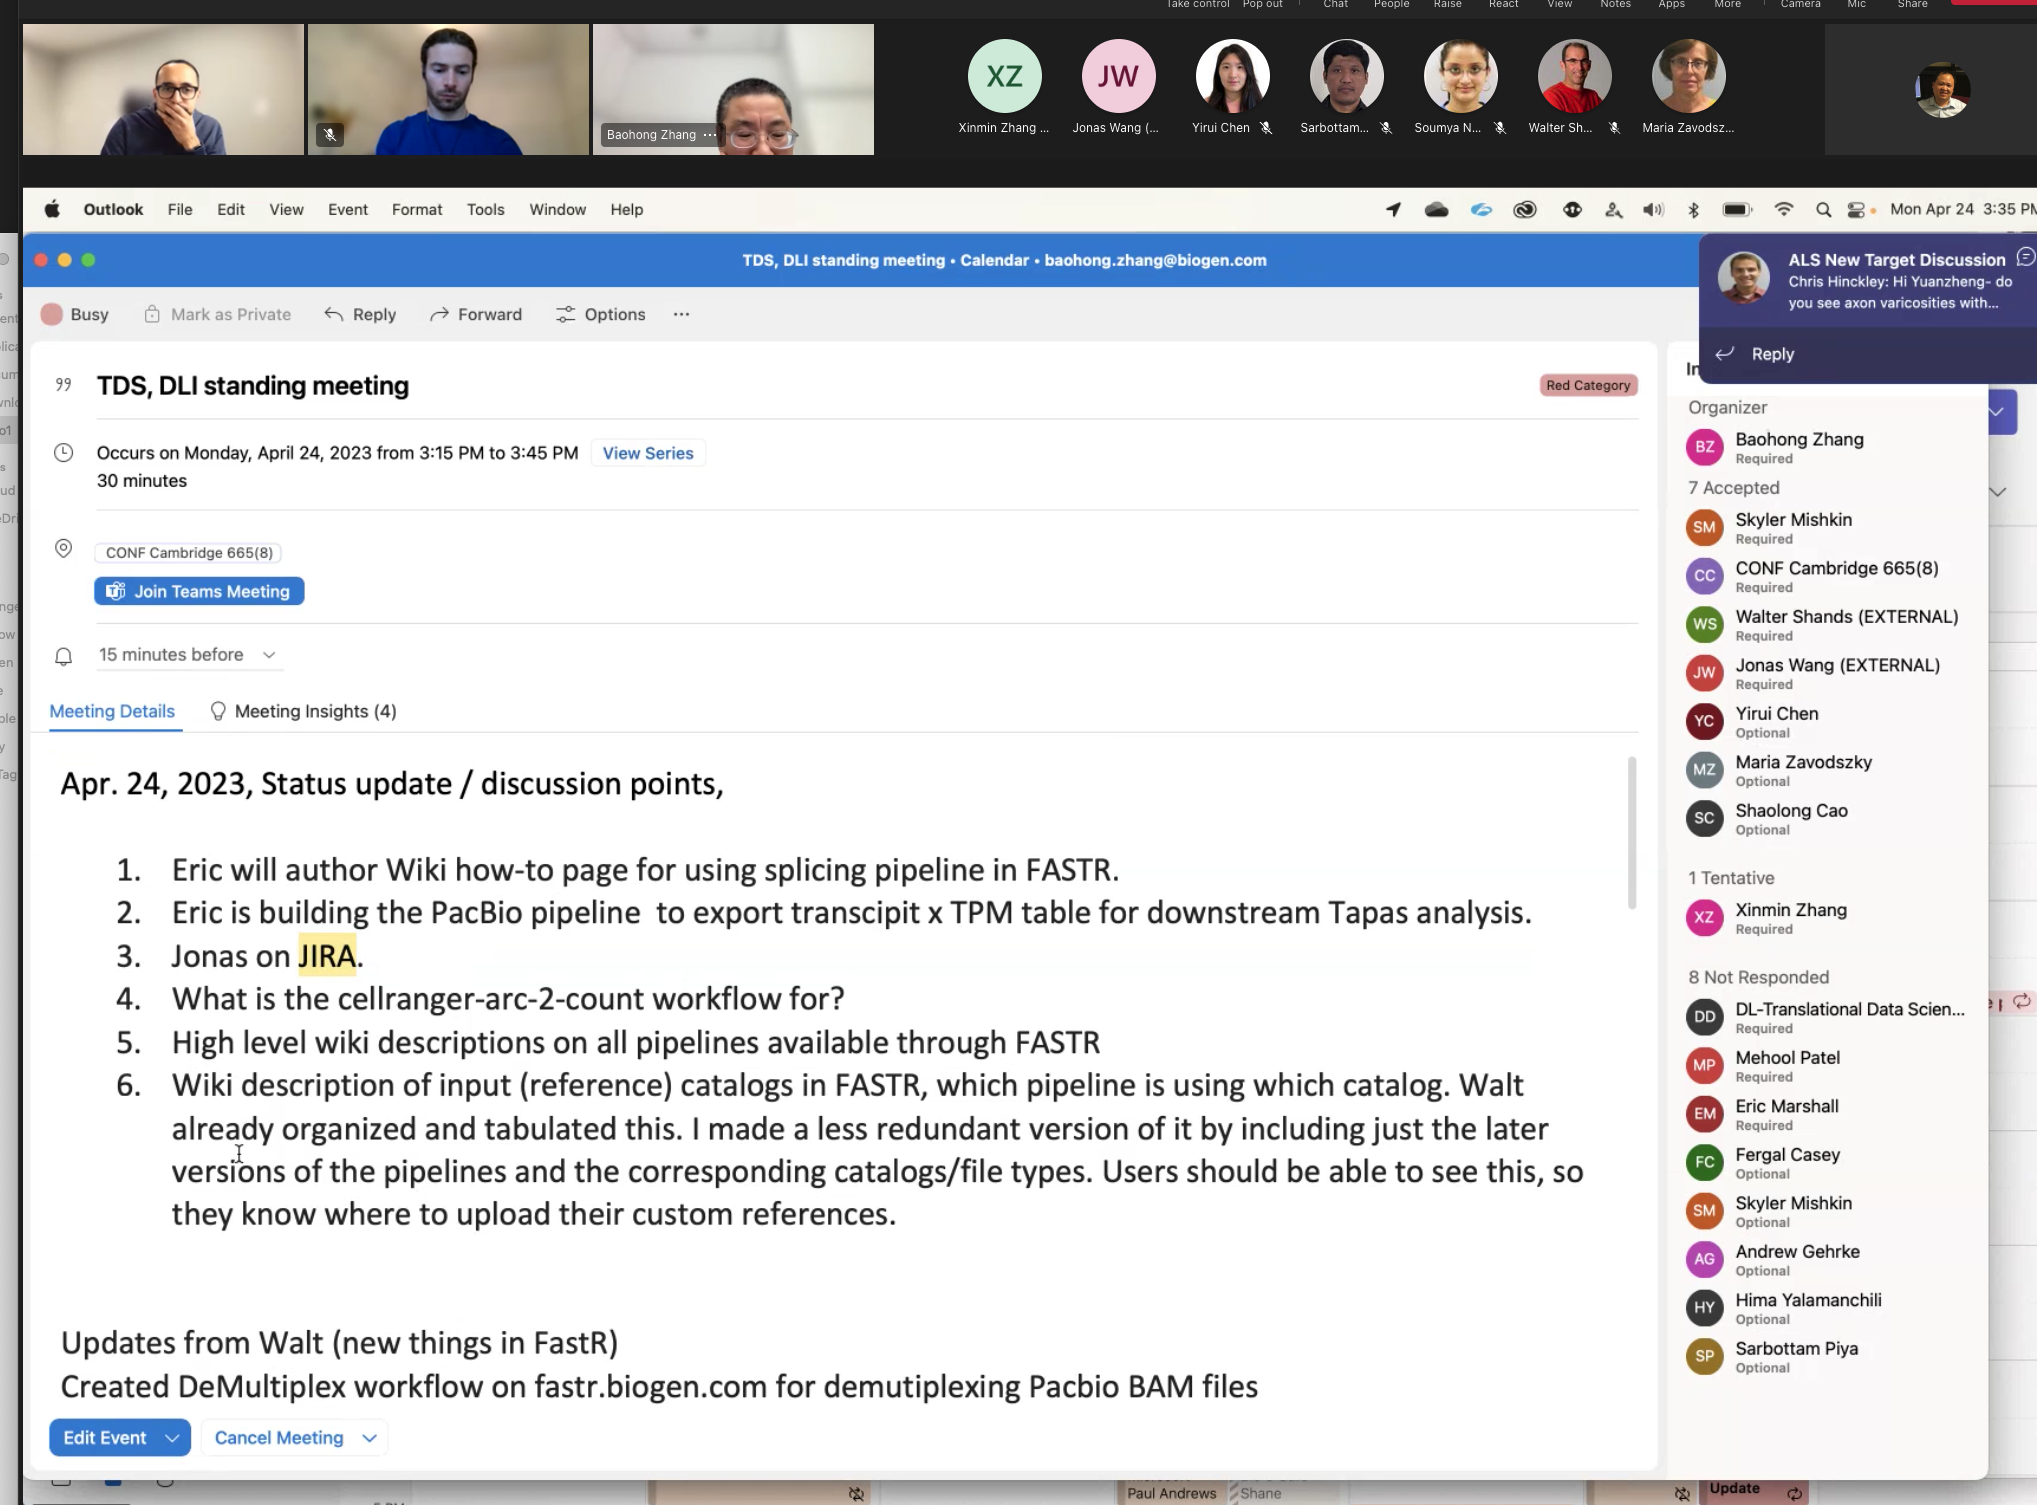 Take control Pop out Chat People Raise React View Notes Apps More Camera Mic Share
Baohong Zhang ...
XZ
JW
Xinmin Zhang ...
Jonas Wang (...
Yirui Chen
Sarbottam...
Soumya N...
Walter Sh...
Maria Zavodsz...
Outlook File Edit View Event Format Tools Window Help
Mon Apr 24 3:35 PM
TDS, DLI standing meeting • Calendar • baohong.zhang@biogen.com
ALS New Target Discussion
Chris Hinckley: Hi Yuanzheng- do
you see axon varicosities with...
Reply
Busy Mark as Private Reply Forward Options ...
TDS, DLI standing meeting
Red Category
Occurs on Monday, April 24, 2023 from 3:15 PM to 3:45 PM View Series
30 minutes
CONF Cambridge 665(8)
Join Teams Meeting
15 minutes before
Meeting Details Meeting Insights (4)
Apr. 24, 2023, Status update / discussion points,
1. Eric will author Wiki how-to page for using splicing pipeline in FASTR.
2. Eric is building the PacBio pipeline to export transcipit x TPM table for downstream Tapas analysis.
3. Jonas on JIRA.
4. What is the cellranger-arc-2-count workflow for?
5. High level wiki descriptions on all pipelines available through FASTR
6. Wiki description of input (reference) catalogs in FASTR, which pipeline is using which catalog. Walt
already organized and tabulated this. I made a less redundant version of it by including just the later
versions of the pipelines and the corresponding catalogs/file types. Users should be able to see this, so
they know where to upload their custom references.
Updates from Walt (new things in FastR)
Created DeMultiplex workflow on fastr.biogen.com for demutiplexing Pacbio BAM files
Edit Event Cancel Meeting
Organizer
BZ Baohong Zhang
Required
7 Accepted
SM Skyler Mishkin
Required
CC CONF Cambridge 665(8)
Required
WS Walter Shands (EXTERNAL)
Required
JW Jonas Wang (EXTERNAL)
Required
YC Yirui Chen
Optional
MZ Maria Zavodszky
Optional
SC Shaolong Cao
Optional
1 Tentative
XZ Xinmin Zhang
Required
8 Not Responded
DD DL-Translational Data Scien...
Required
MP Mehool Patel
Required
EM Eric Marshall
Required
FC Fergal Casey
Optional
SM Skyler Mishkin
Optional
AG Andrew Gehrke
Optional
HY Hima Yalamanchili
Optional
SP Sarbottam Piya
Optional
Paul Andrews Shane
Update